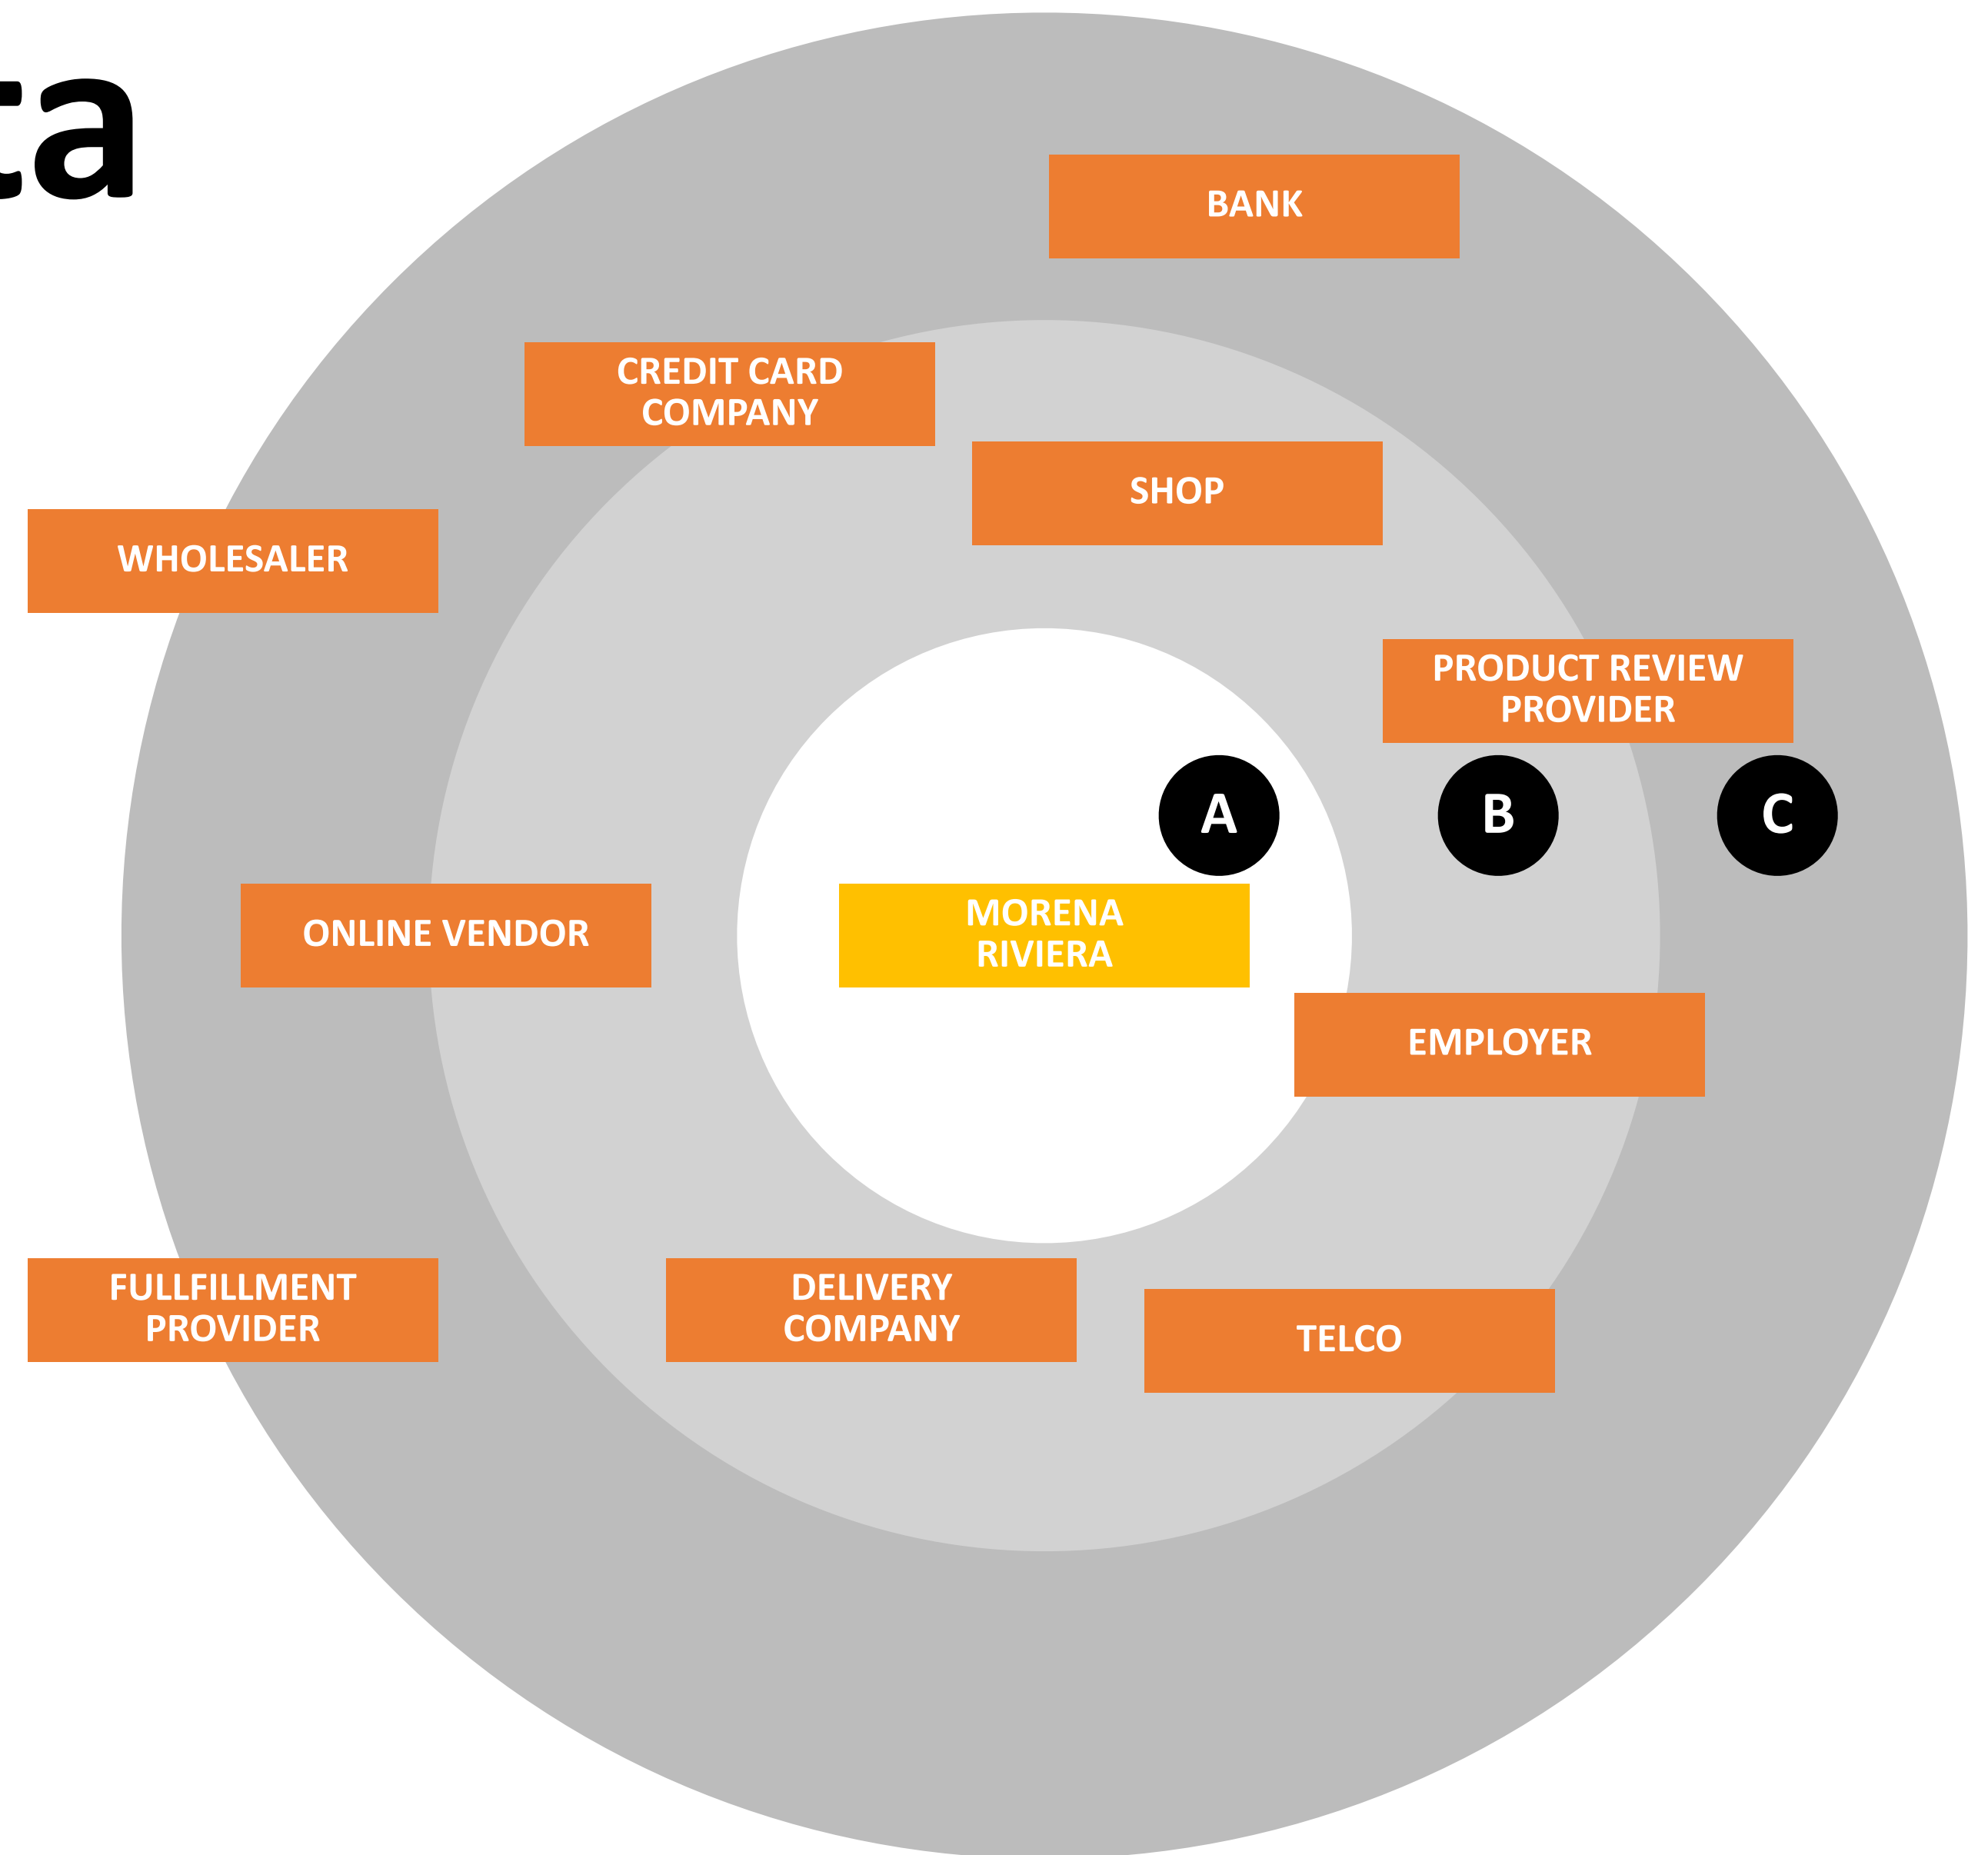 ta
BANK
CREDIT CARD
COMPANY
SHOP
WHOLESALER
PRODUCT REVIEW
PROVIDER
A
B
C
ONLINE VENDOR
MORENA
RIVIERA
EMPLOYER
FULLFILLMENT
PROVIDER
DELIVERY
COMPANY
TELCO